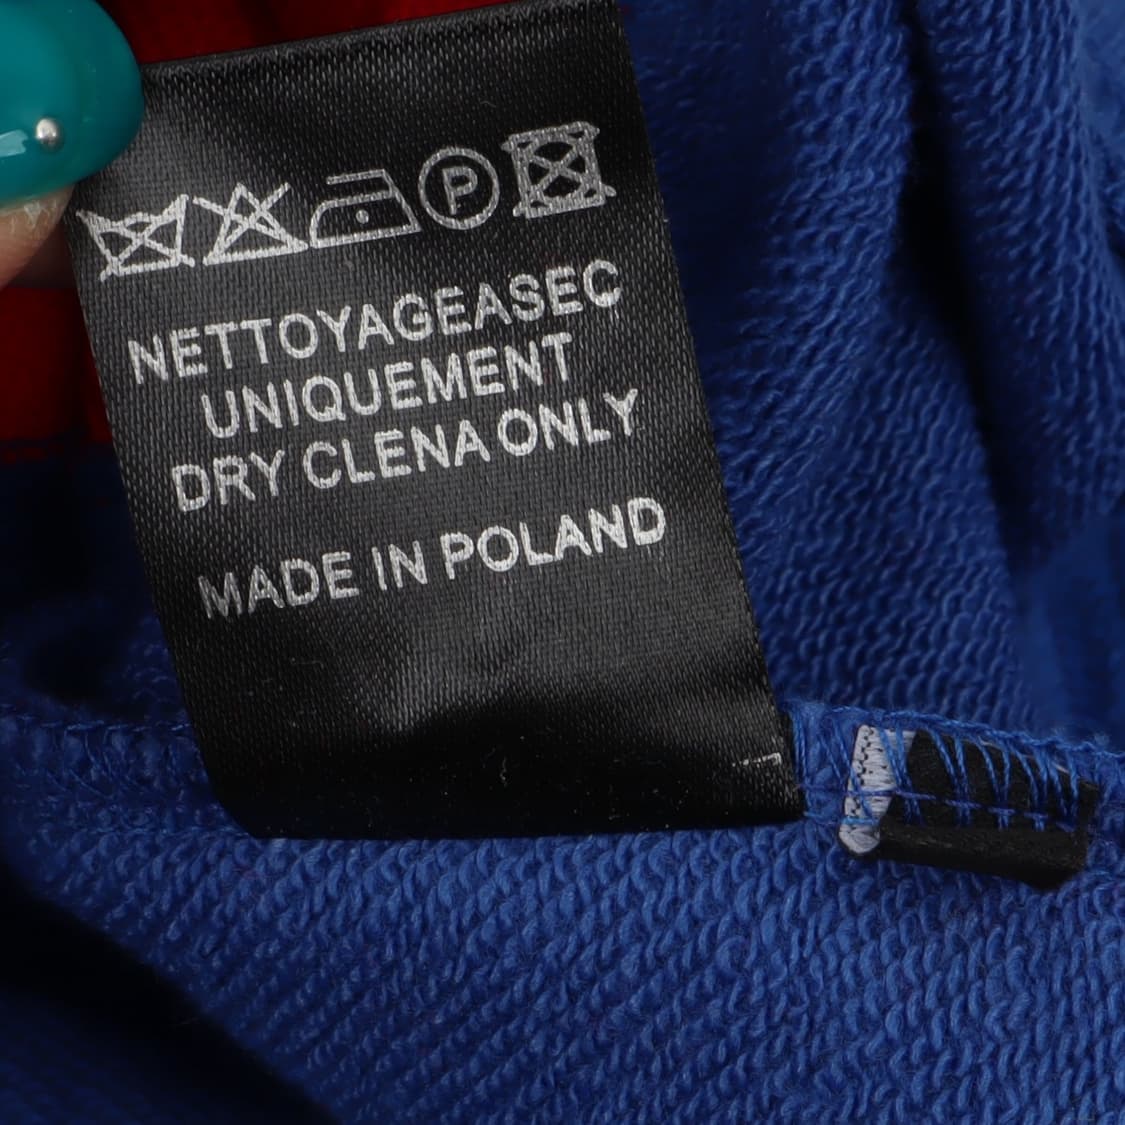 P
NETTOYAGEASEC
UNIQUEMENT
DRY CLENA ONLY
MADE IN POLAND